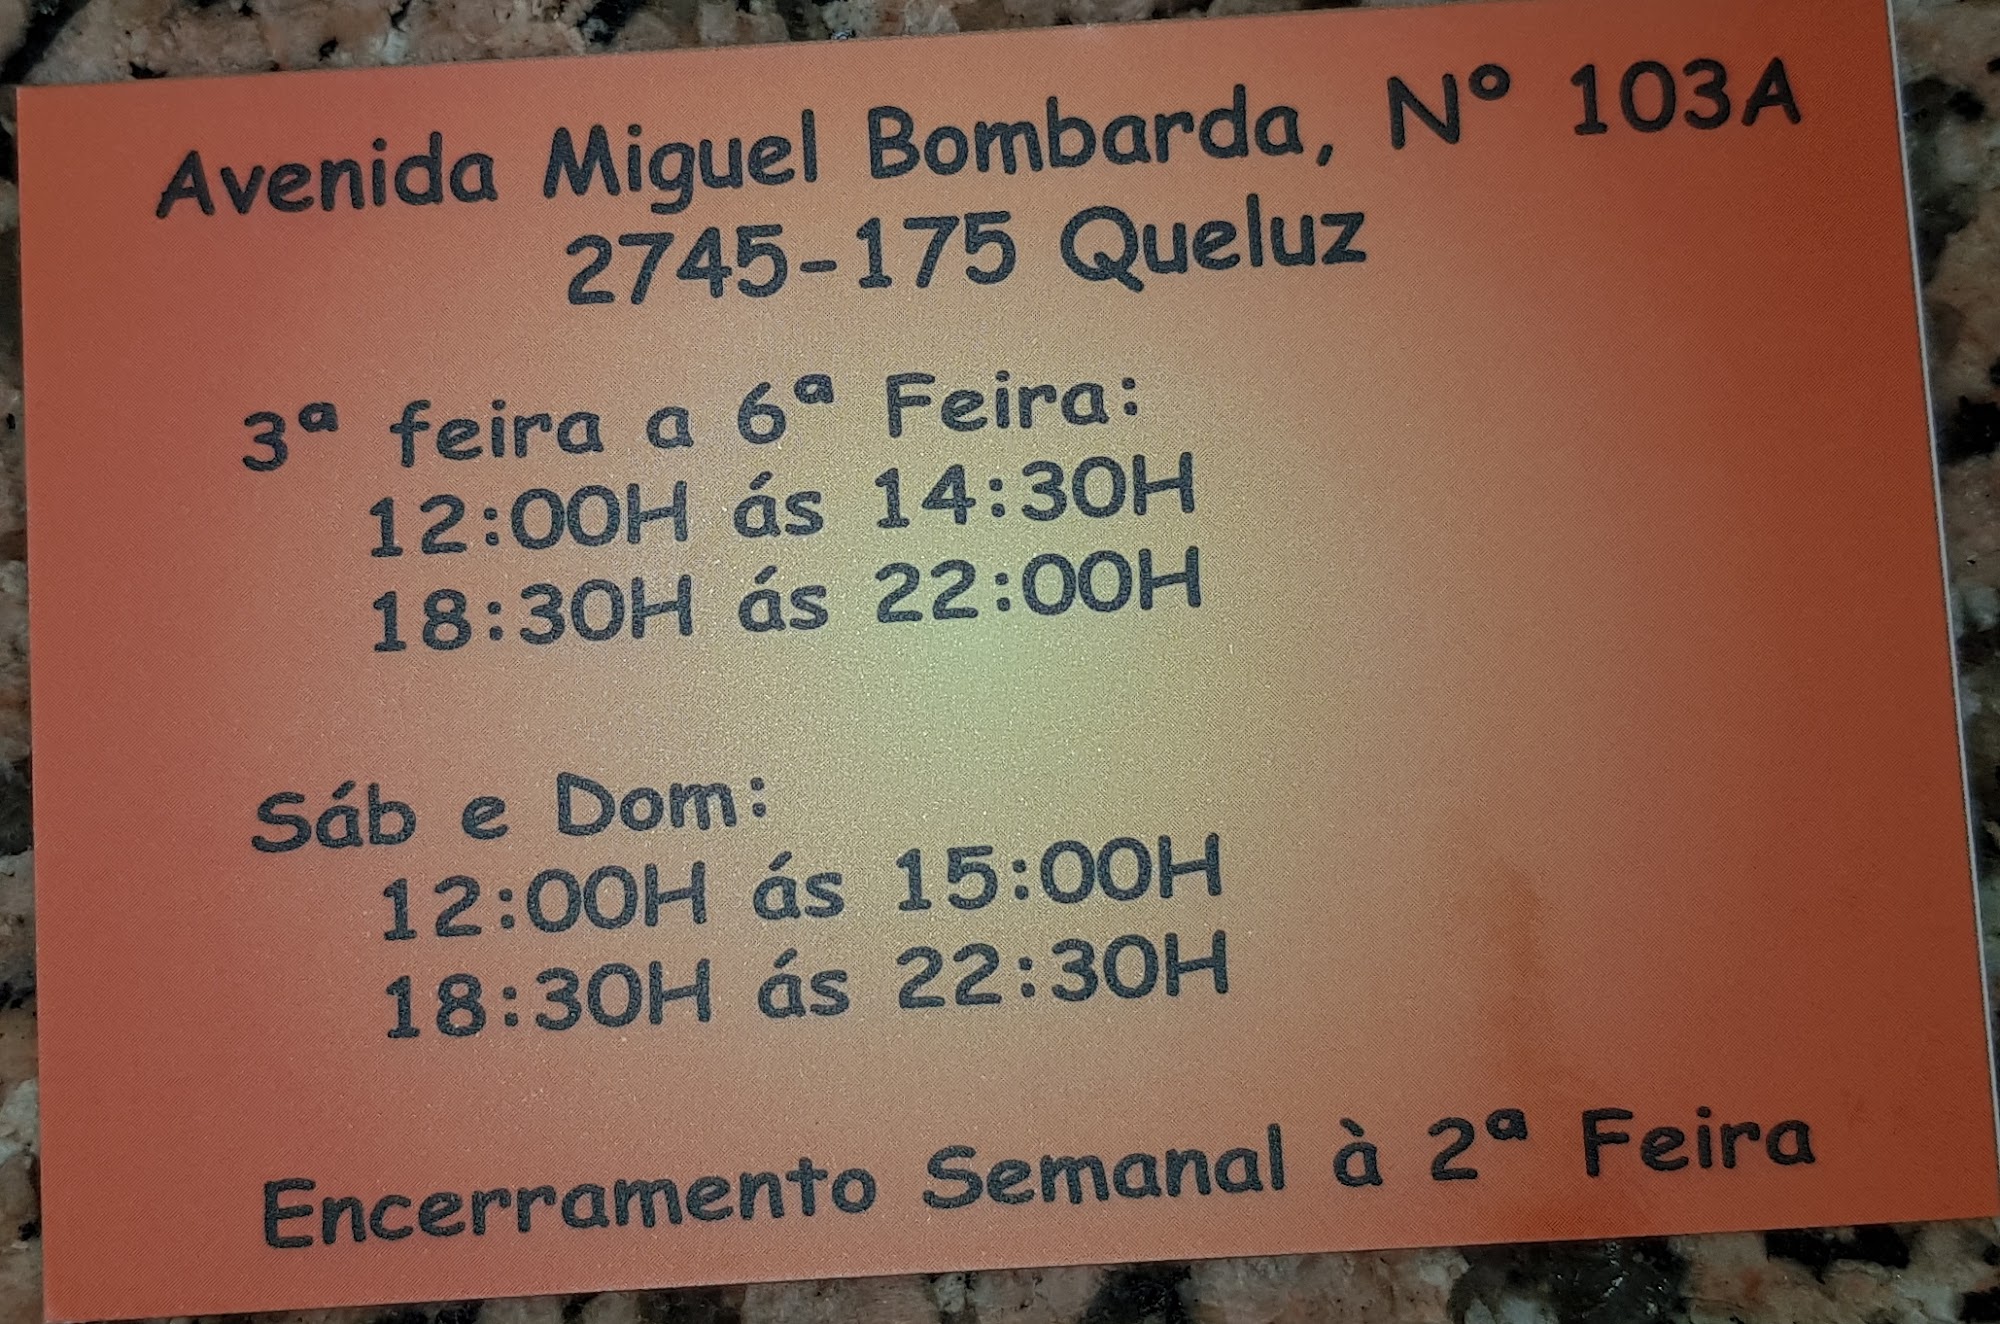 Avenida Miguel Bombarda, Nº 103A
2745-175 Queluz
3ª feira a 6ª Feira:
12:00H ás 14:30H
18:30H ás 22:00H
Sáb e Dom:
12:00H ás 15:00H
18:30H ás 22:30H
Encerramento Semanal à 2ª Feira